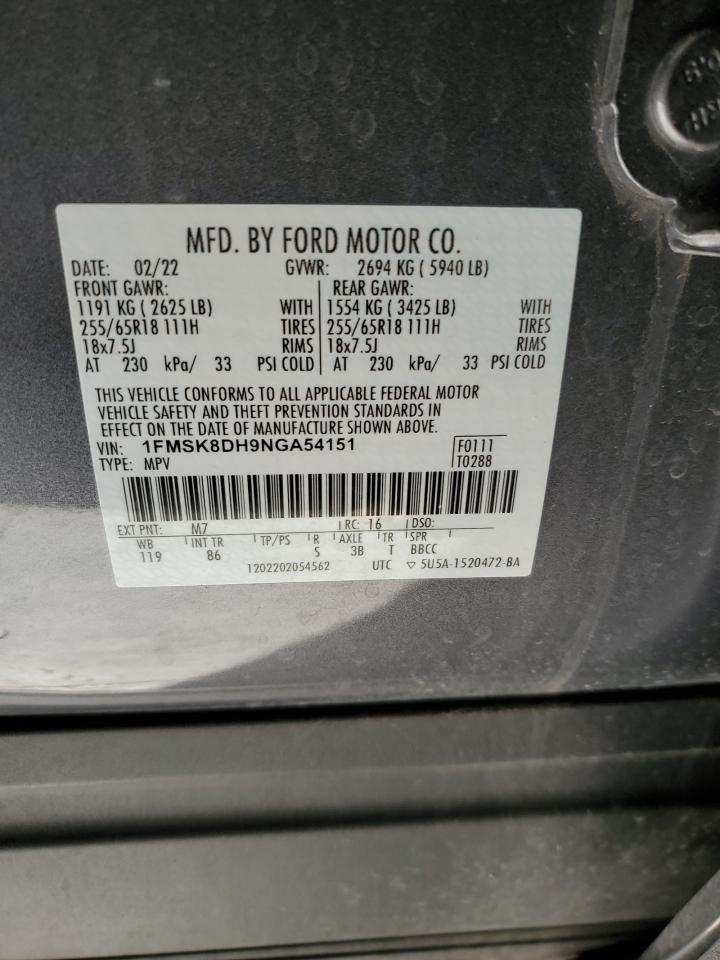 MFD. BY FORD MOTOR CO.
DATE: 02/22 GVWR: 2694 KG ( 5940 LB)
FRONT GAWR: REAR GAWR:
1191 KG ( 2625 LB) WITH 1554 KG ( 3425 LB) WITH
255/65R18 111H TIRES 255/65R18 111H TIRES
18x7.5J RIMS 18x7.5J RIMS
AT 230 kPa/ 33 PSI COLD AT 230 kPa/ 33 PSI COLD
THIS VEHICLE CONFORMS TO ALL APPLICABLE FEDERAL MOTOR
VEHICLE SAFETY AND THEFT PREVENTION STANDARDS IN
EFFECT ON THE DATE OF MANUFACTURE SHOWN ABOVE.
VIN: 1FMSK8DH9NGA54151 F0111
TYPE: MPV T0288
EXT PNT: M7 RC: 16 DSO:
WB INT TR TP/PS R AXLE TR SPR
119 86 S 3B T BBCC
1202202054562 UTC ▽ 5U5A-1520472-BA